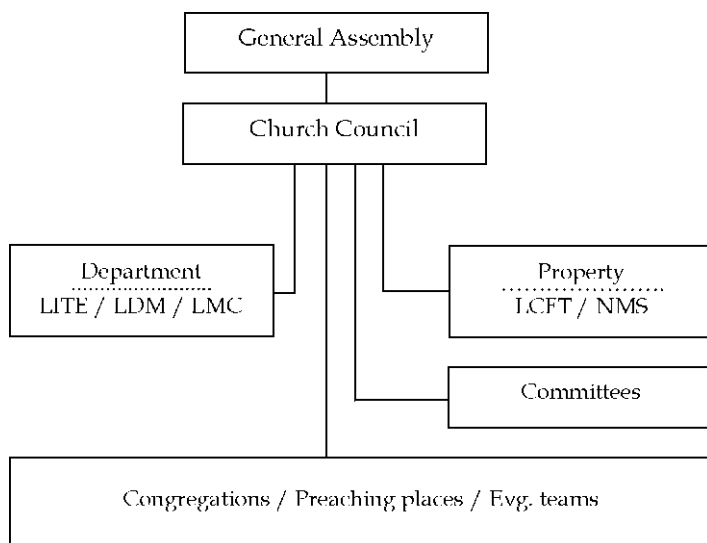 General Assembly
Church Council
Department
LITE / LDM / LMC
Property
LCFT / NMS
Committees
Congregations / Preaching places / Evg. teams